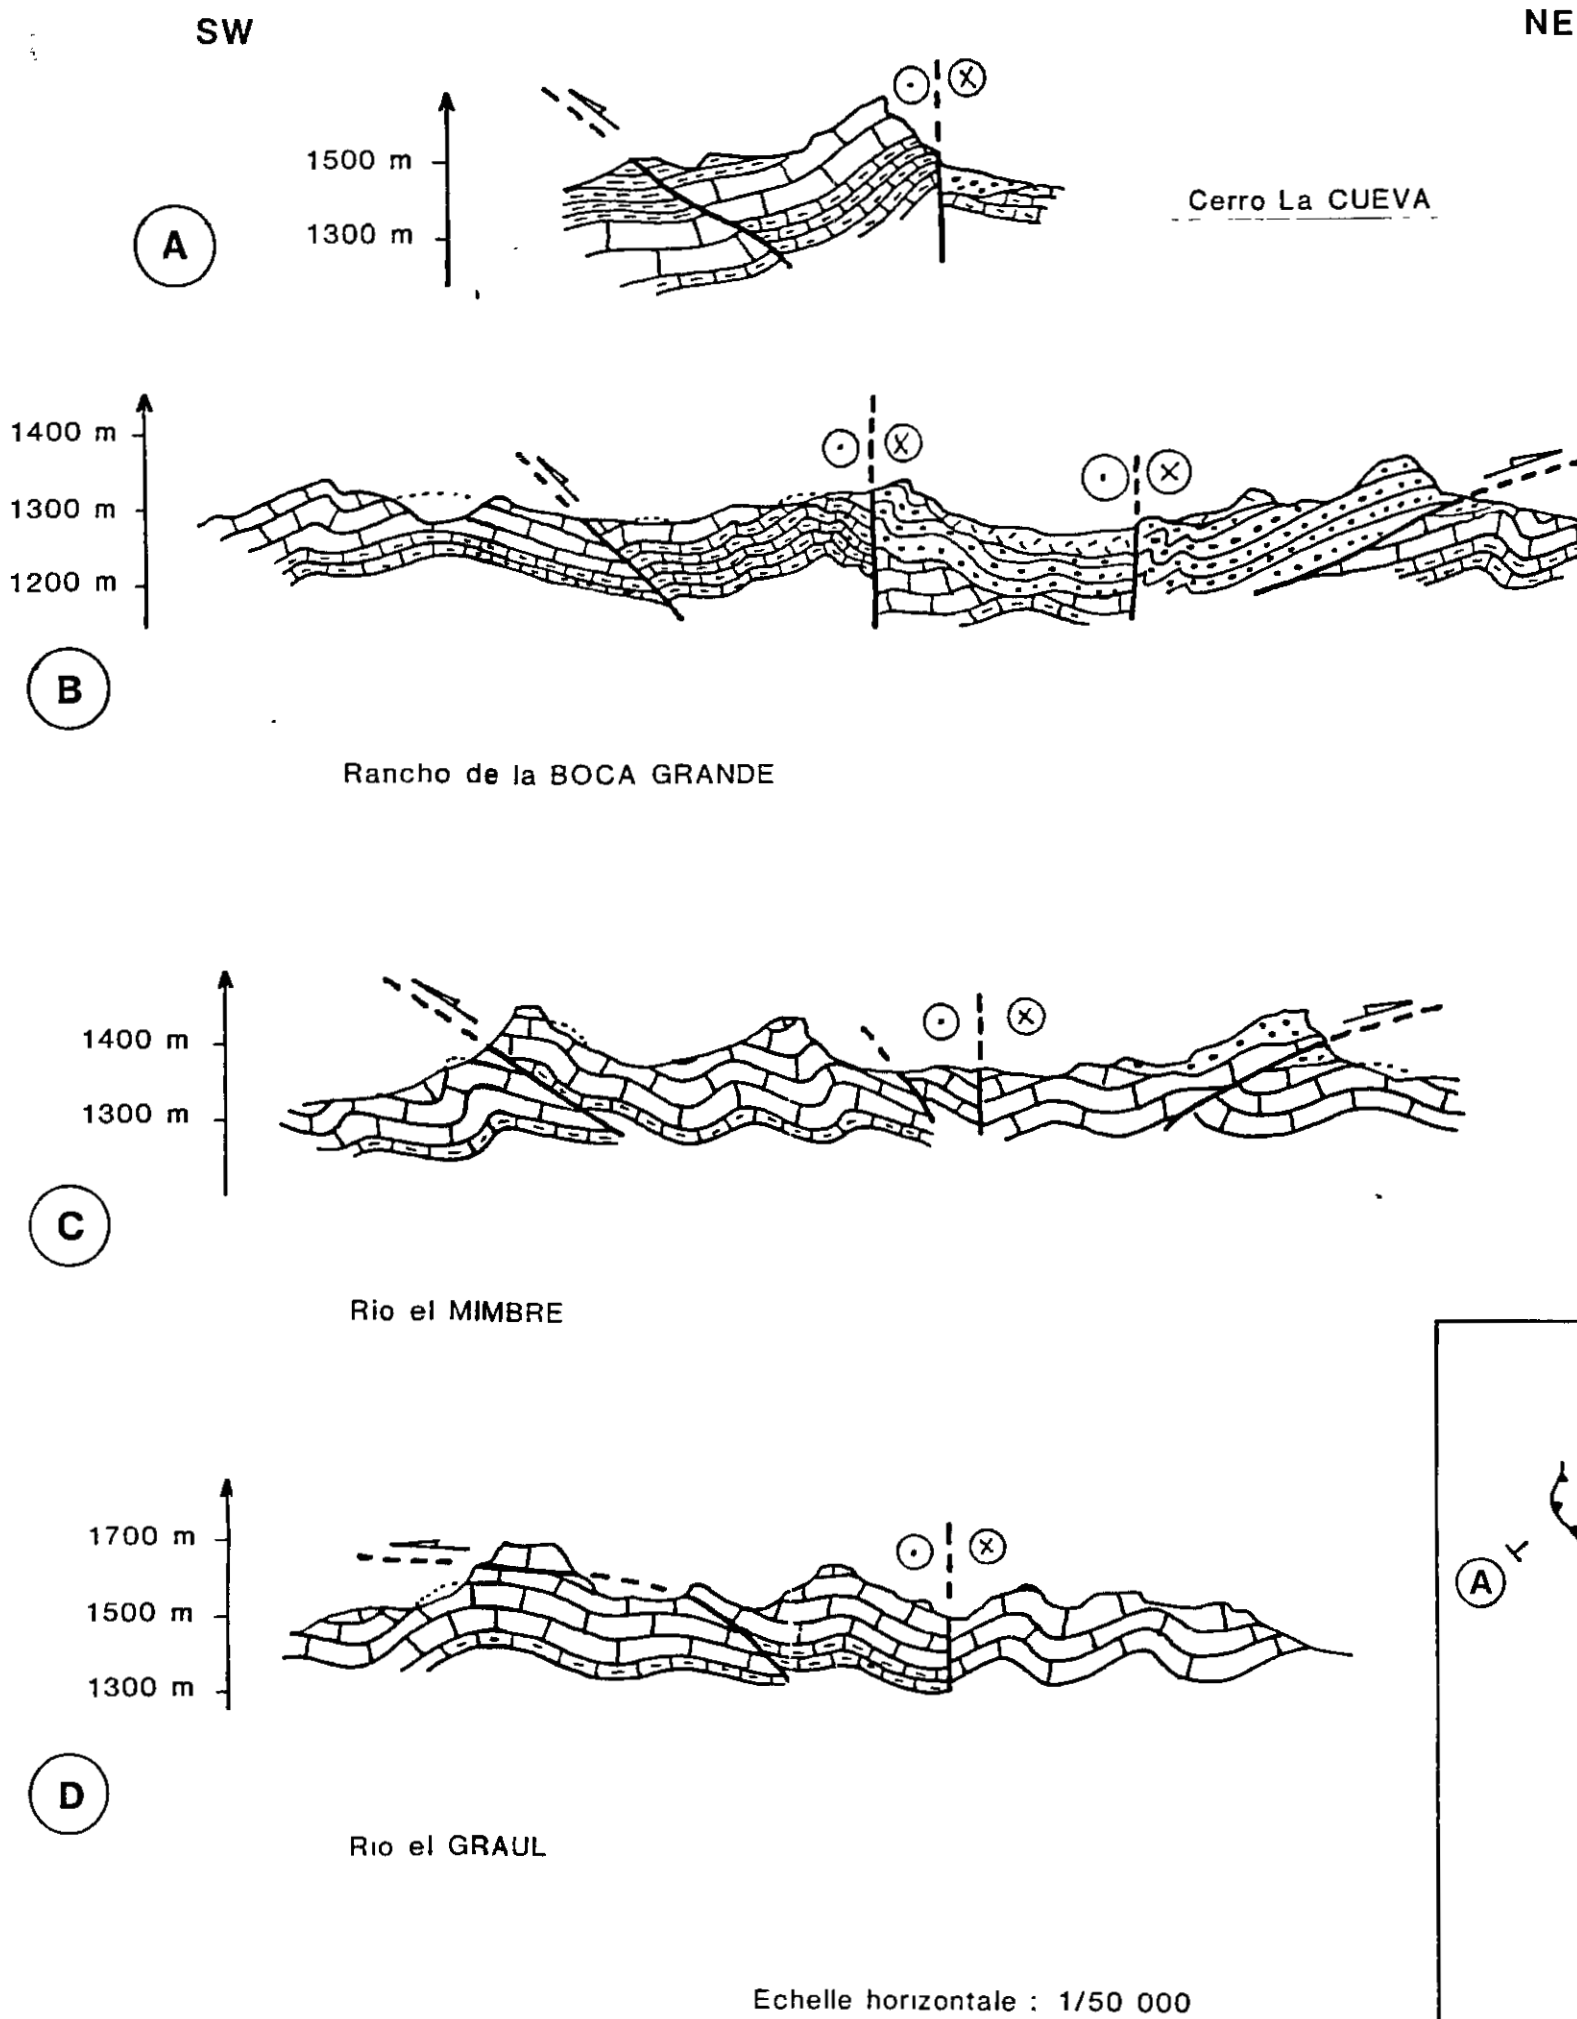 SW
NE
1500 m
1300 m
A
Cerro La CUEVA
1400 m
1300 m
1200 m
B
Rancho de la BOCA GRANDE
1400 m
1300 m
C
Rio el MIMBRE
1700 m
1500 m
1300 m
D
A
Rio el GRAUL
Echelle horizontale : 1/50 000